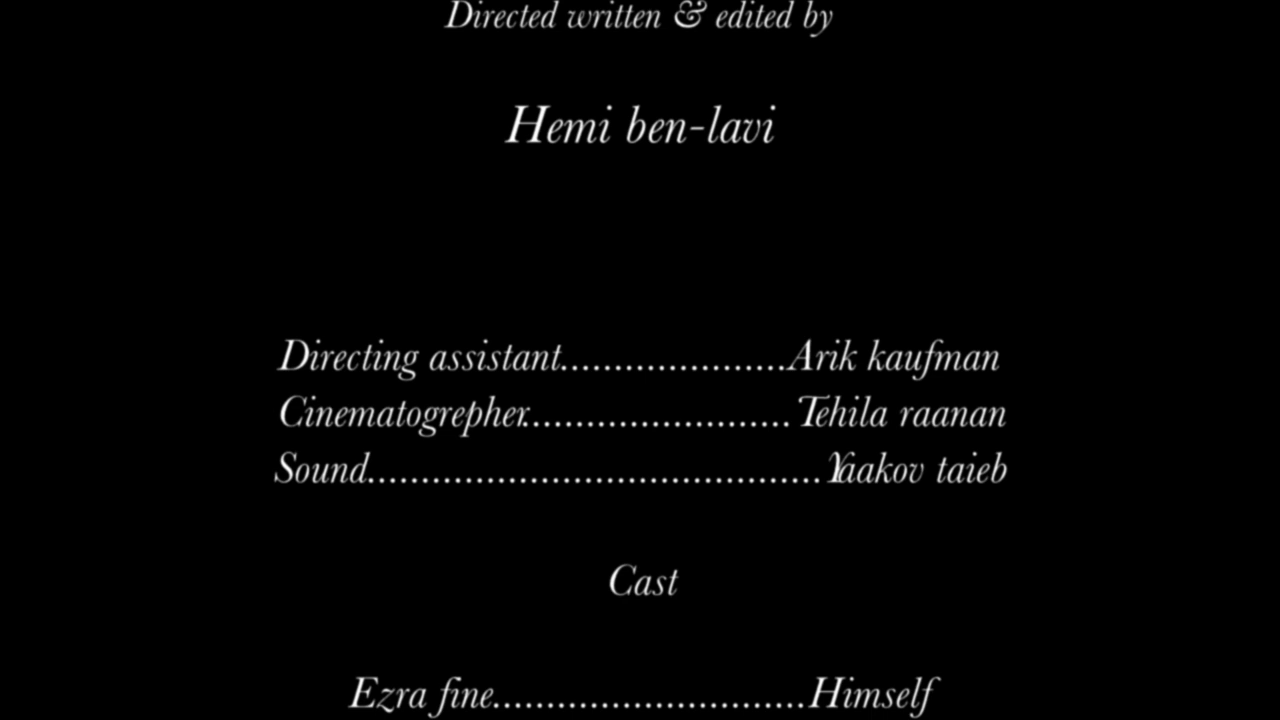 Directed written & edited by
Hemi ben-lavi
Directing assistant.....................Arik kaufman
Cinematogrepher.........................Tehila raanan
Sound..........................................Yaakov taieb
Cast
Ezra fine.............................Himself